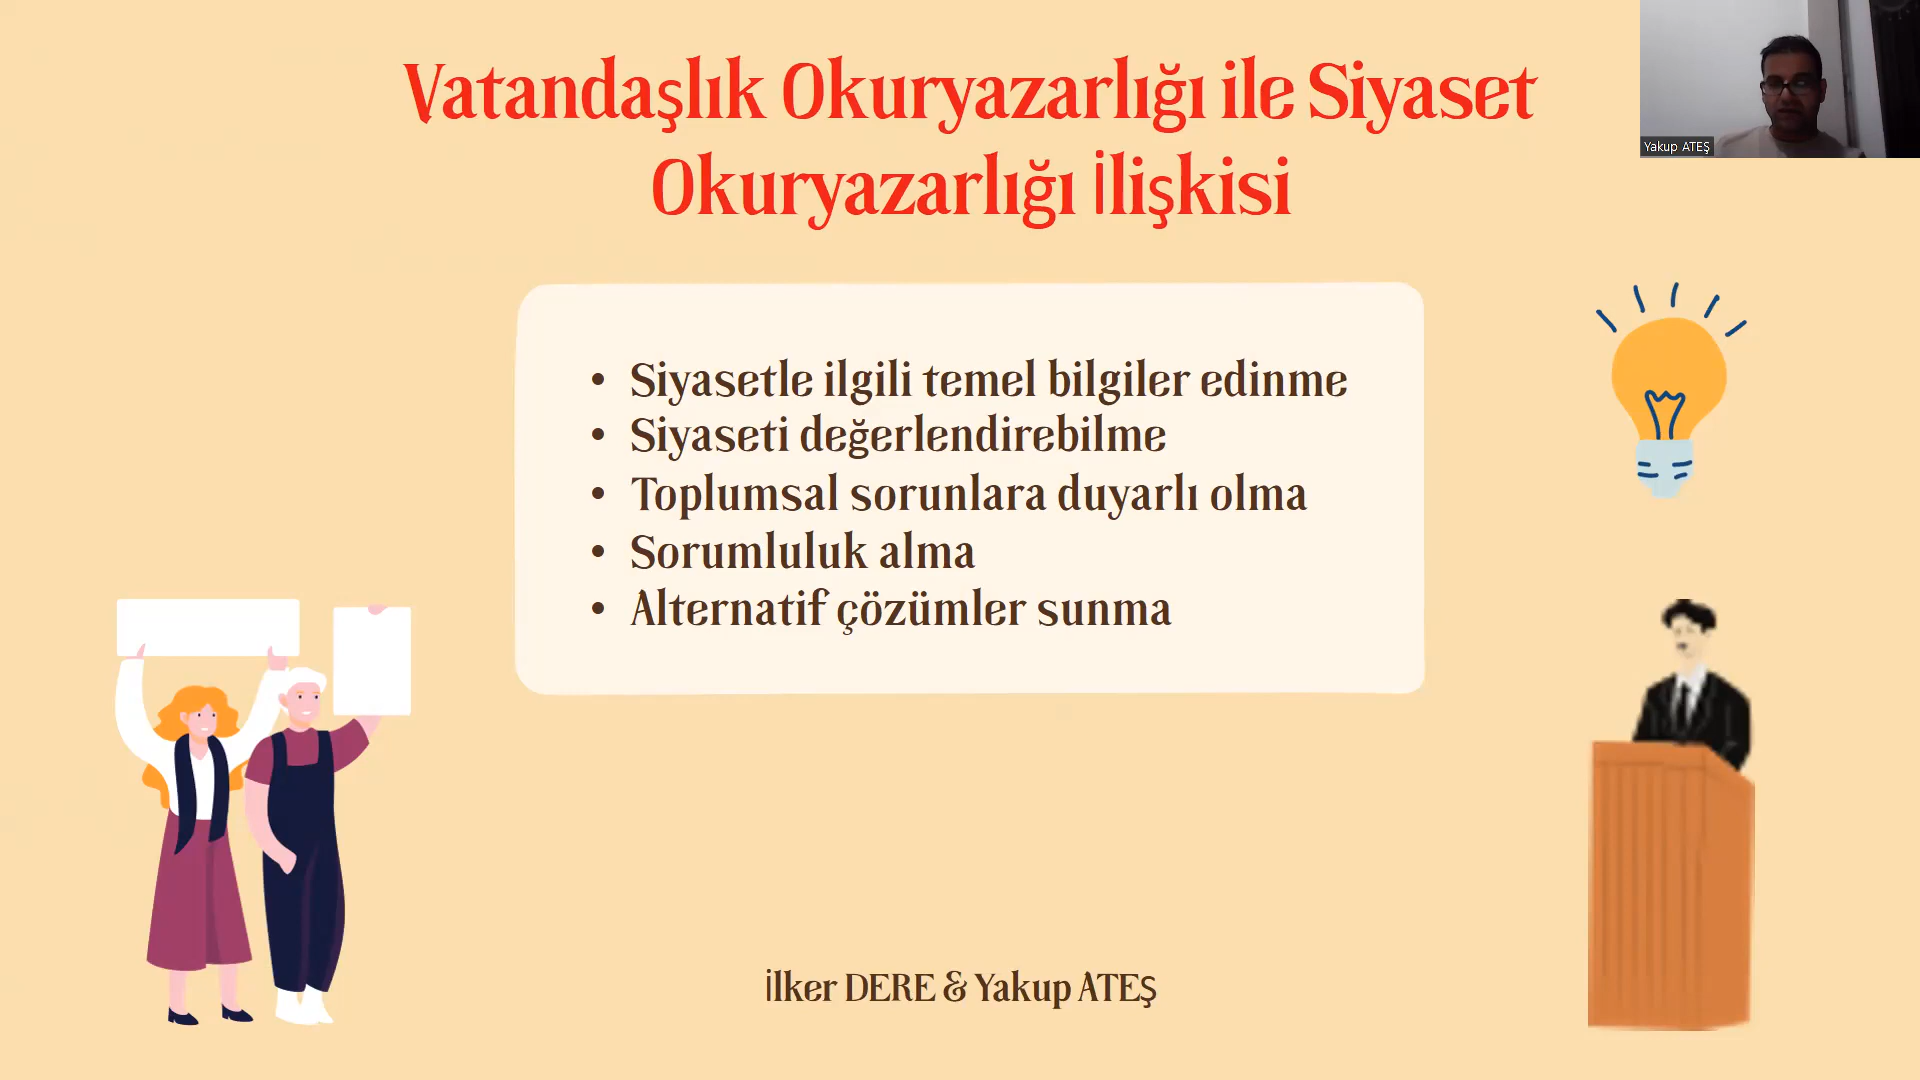 Vatandaşlık Okuryazarlığı ile Siyaset
Okuryazarlığı İlişkisi
Yakup ATEŞ
• Siyasetle ilgili temel bilgiler edinme
• Siyaseti değerlendirebilme
• Toplumsal sorunlara duyarlı olma
• Sorumluluk alma
• Alternatif çözümler sunma
İlker DERE & Yakup ATEŞ